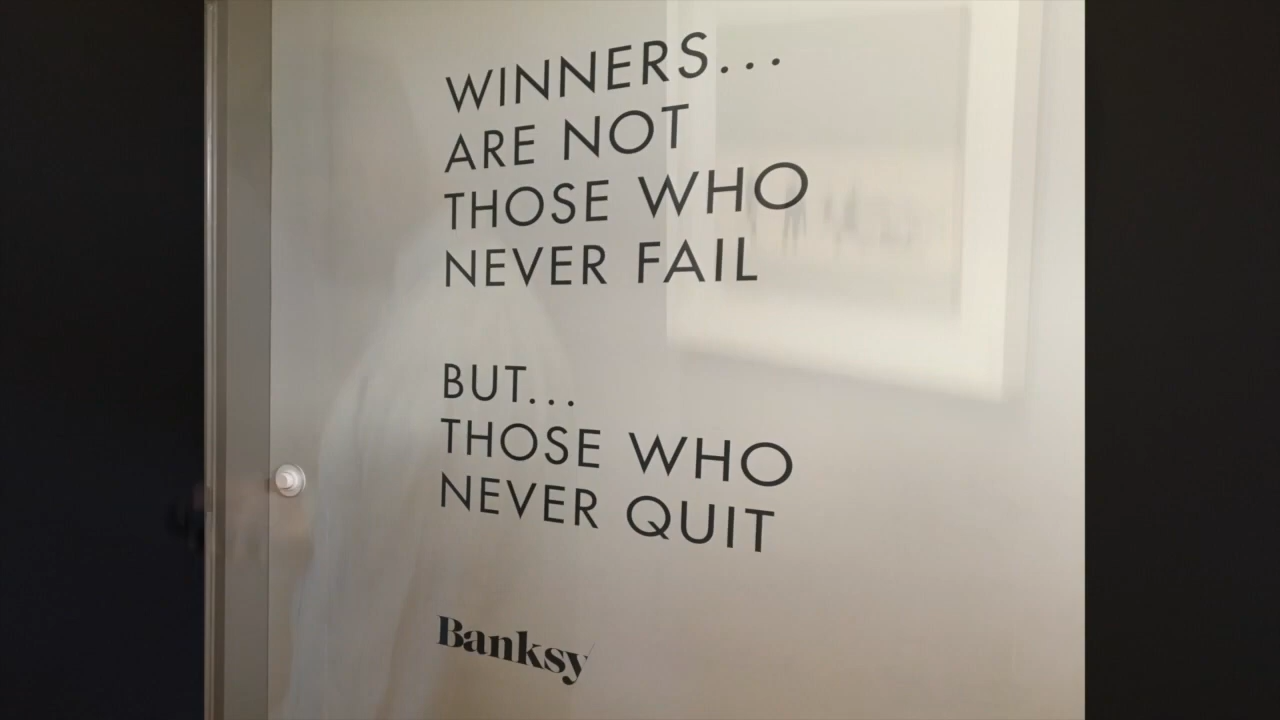 WINNERS...
ARE NOT
THOSE WHO
NEVER FAIL
BUT...
THOSE WHO
NEVER QUIT
Banksy